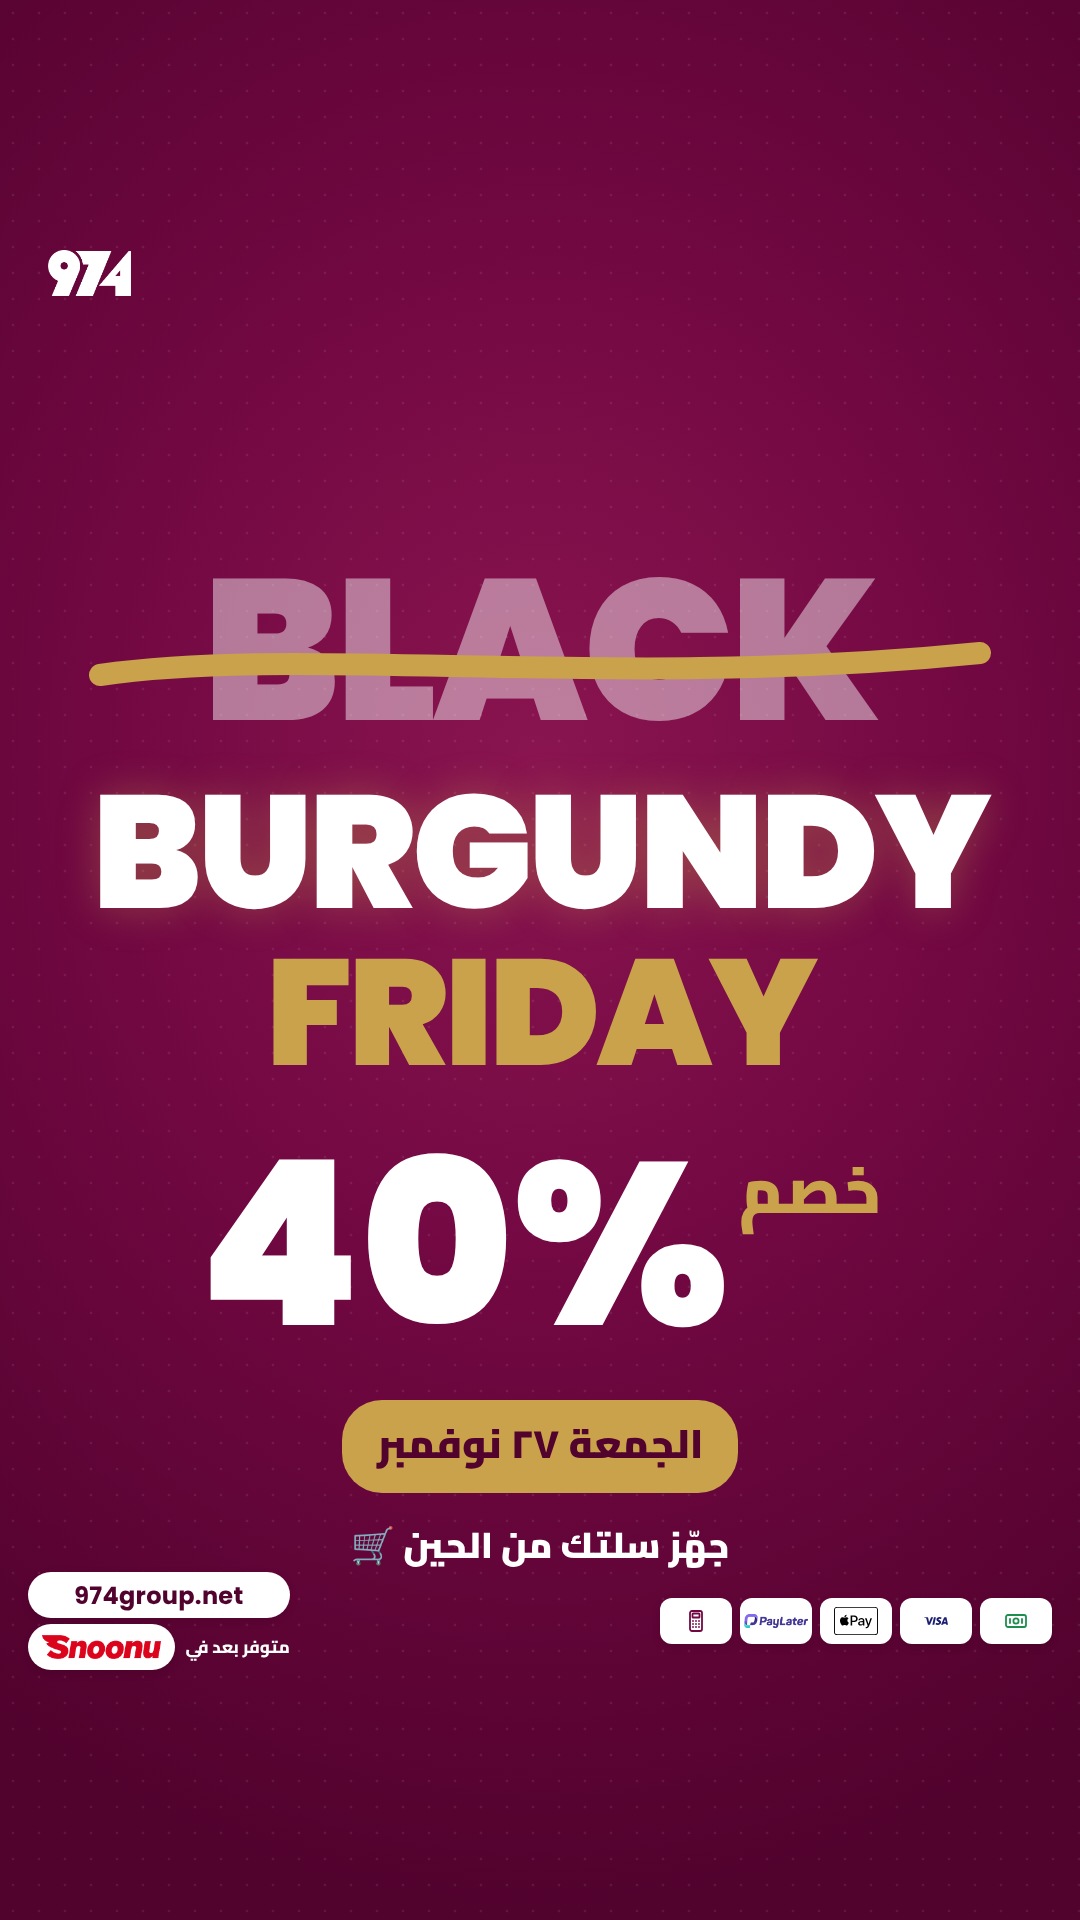 974
BLACK
BURGUNDY
FRIDAY
خصم 40%
الجمعة ٢٧ نوفمبر
جهّز سلتك من الحين 🛒
974group.net
متوفر بعد في Snoonu
PayLater Pay VISA